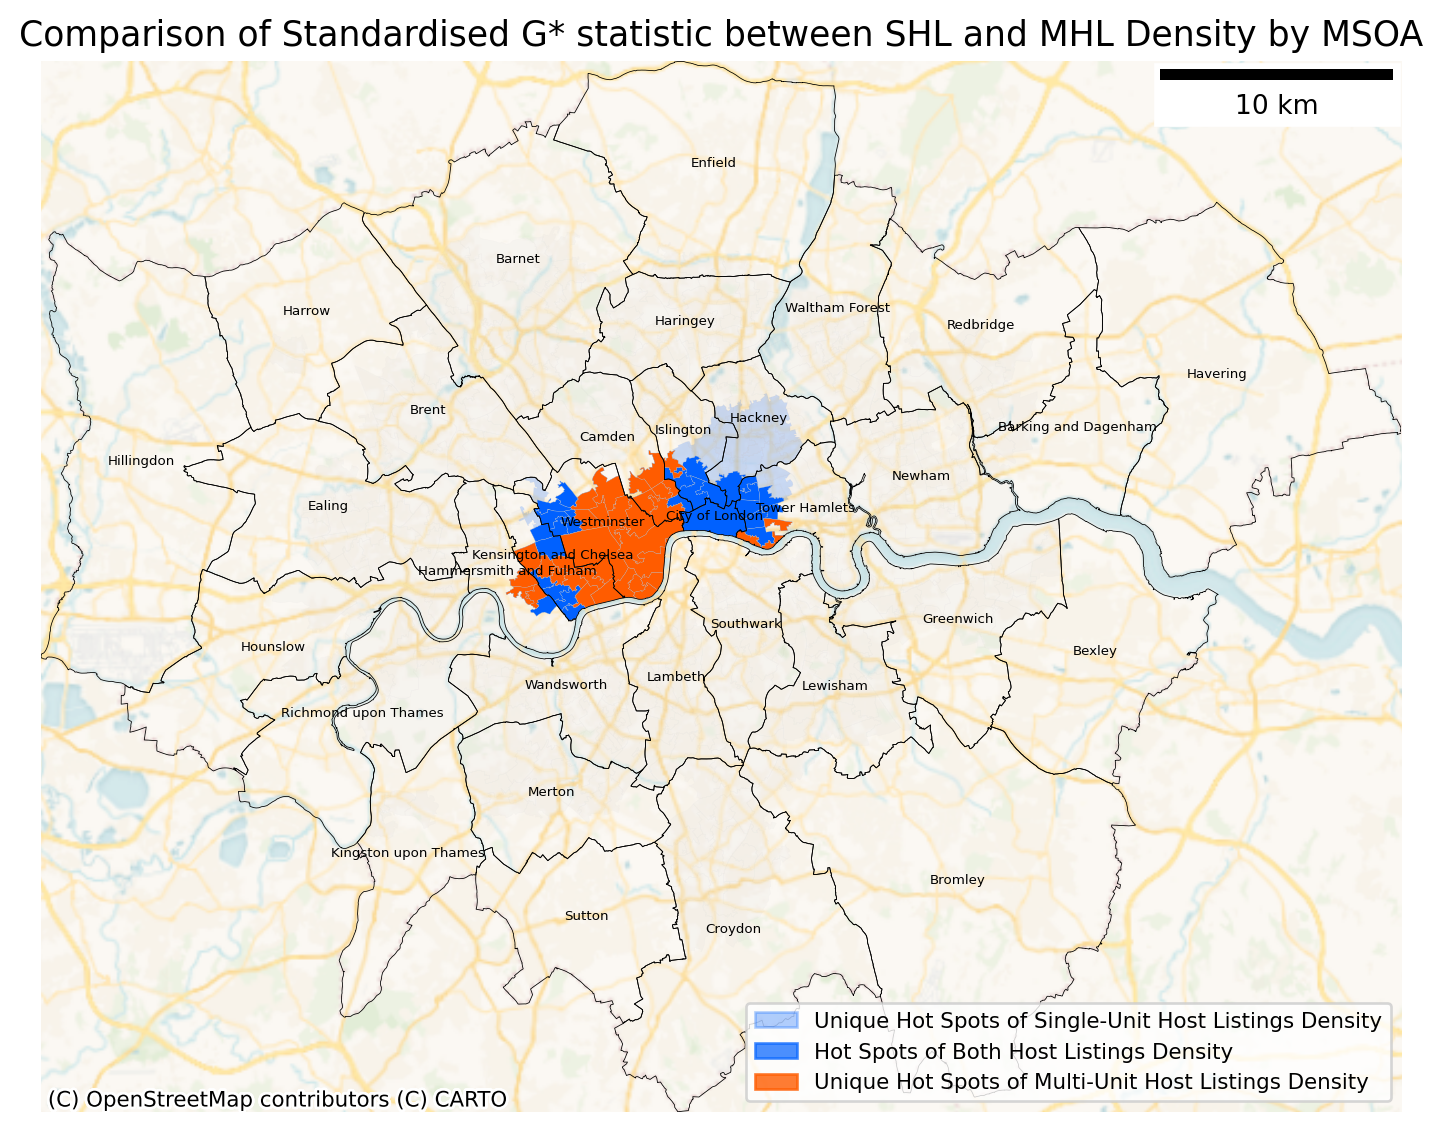 Comparison of Standardised G* statistic between SHL and MHL Density by MSOA
10 km
Enfield
Barnet
Harrow
Haringey
Waltham Forest
Redbridge
Havering
Brent
Camden
Islington
Hackney
Barking and Dagenham
Hillingdon
Ealing
Newham
Westminster
City of London
Tower Hamlets
Kensington and Chelsea
Hammersmith and Fulham
Hounslow
Southwark
Greenwich
Bexley
Richmond upon Thames
Wandsworth
Lambeth
Lewisham
Merton
Kingston upon Thames
Bromley
Sutton
Croydon
Unique Hot Spots of Single-Unit Host Listings Density
Hot Spots of Both Host Listings Density
Unique Hot Spots of Multi-Unit Host Listings Density
(C) OpenStreetMap contributors (C) CARTO